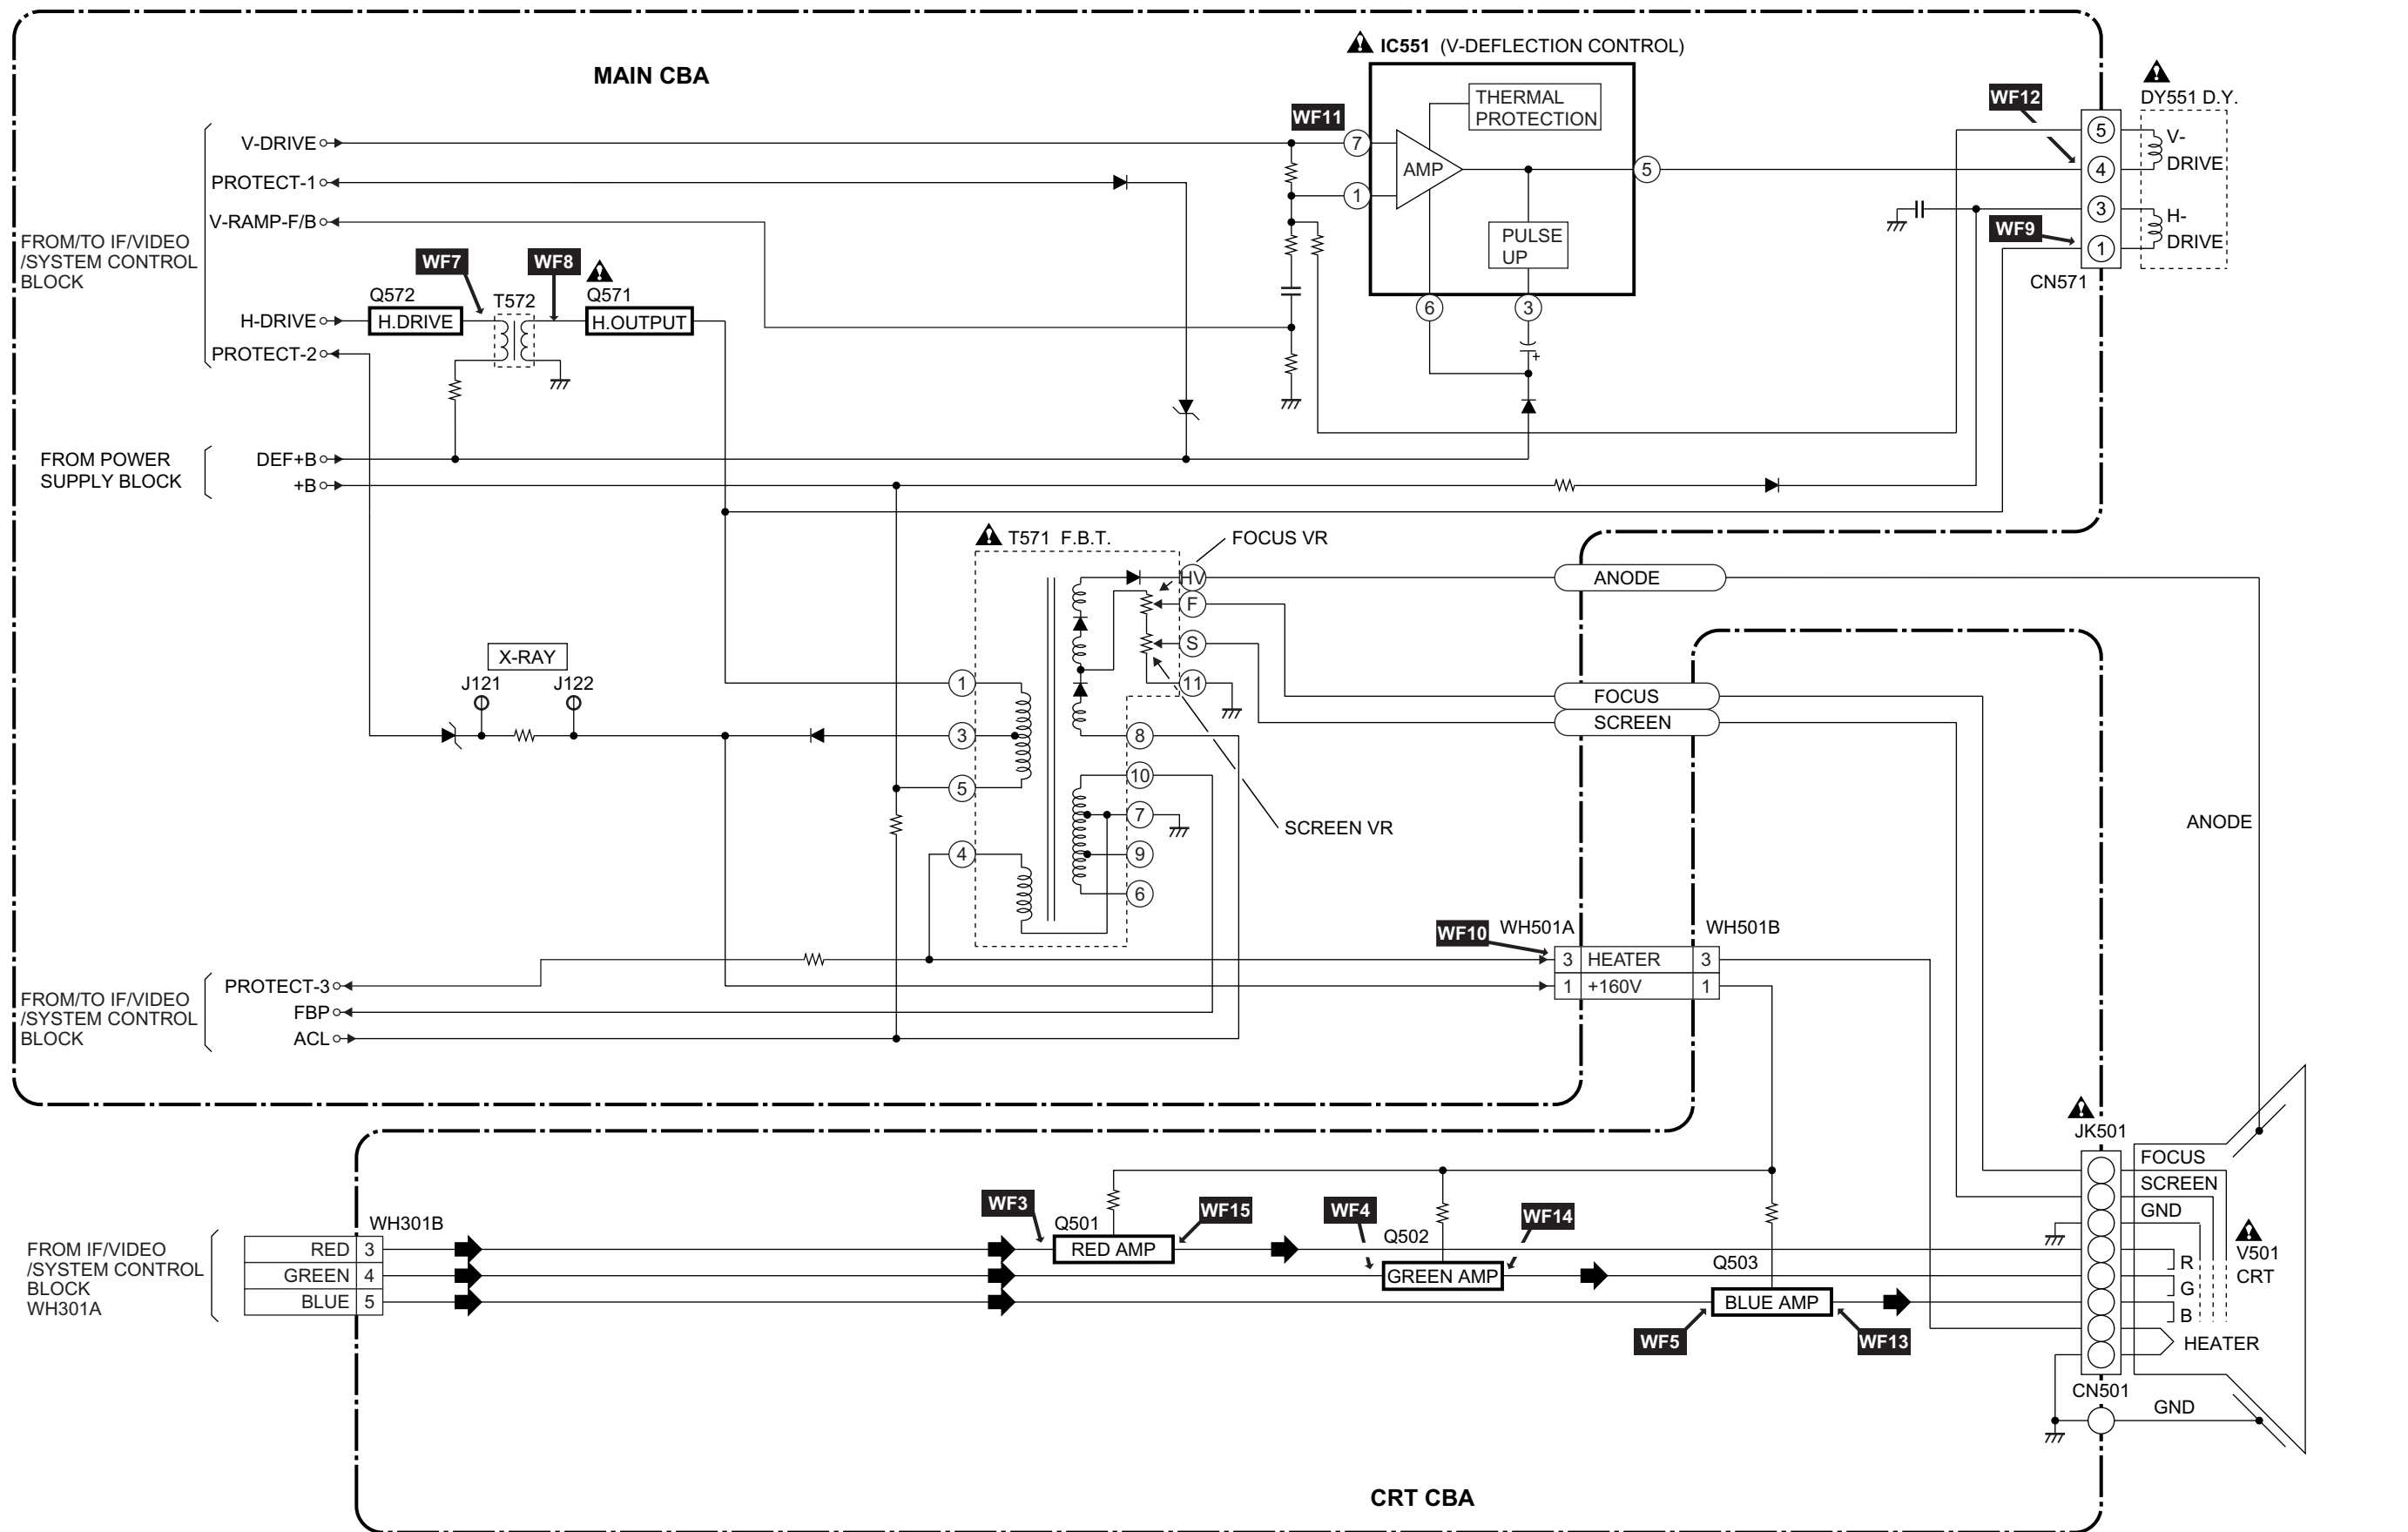 MAIN CBA
IC551 (V-DEFLECTION CONTROL)
THERMAL
PROTECTION
AMP
PULSE
UP
WF11
7
1
5
6
3
+
WF12
WF9
DY551 D.Y.
5
4
3
1
V-
DRIVE
H-
DRIVE
CN571
FROM/TO IF/VIDEO
/SYSTEM CONTROL
BLOCK
V-DRIVE
PROTECT-1
V-RAMP-F/B
H-DRIVE
PROTECT-2
WF7
WF8
Q572
H.DRIVE
T572
Q571
H.OUTPUT
FROM POWER
SUPPLY BLOCK
DEF+B
+B
T571 F.B.T.
FOCUS VR
HV
F
S
11
1
3
5
4
8
10
7
9
6
SCREEN VR
X-RAY
J121
J122
ANODE
FOCUS
SCREEN
ANODE
WF10
WH501A
WH501B
3 HEATER 3
1 +160V 1
FROM/TO IF/VIDEO
/SYSTEM CONTROL
BLOCK
PROTECT-3
FBP
ACL
FROM IF/VIDEO
/SYSTEM CONTROL
BLOCK
WH301A
WH301B
RED 3
GREEN 4
BLUE 5
WF3
Q501
RED AMP
WF15
WF4
Q502
GREEN AMP
WF14
Q503
BLUE AMP
WF5
WF13
JK501
FOCUS
SCREEN
GND
R
G
B
HEATER
V501
CRT
CN501
GND
CRT CBA